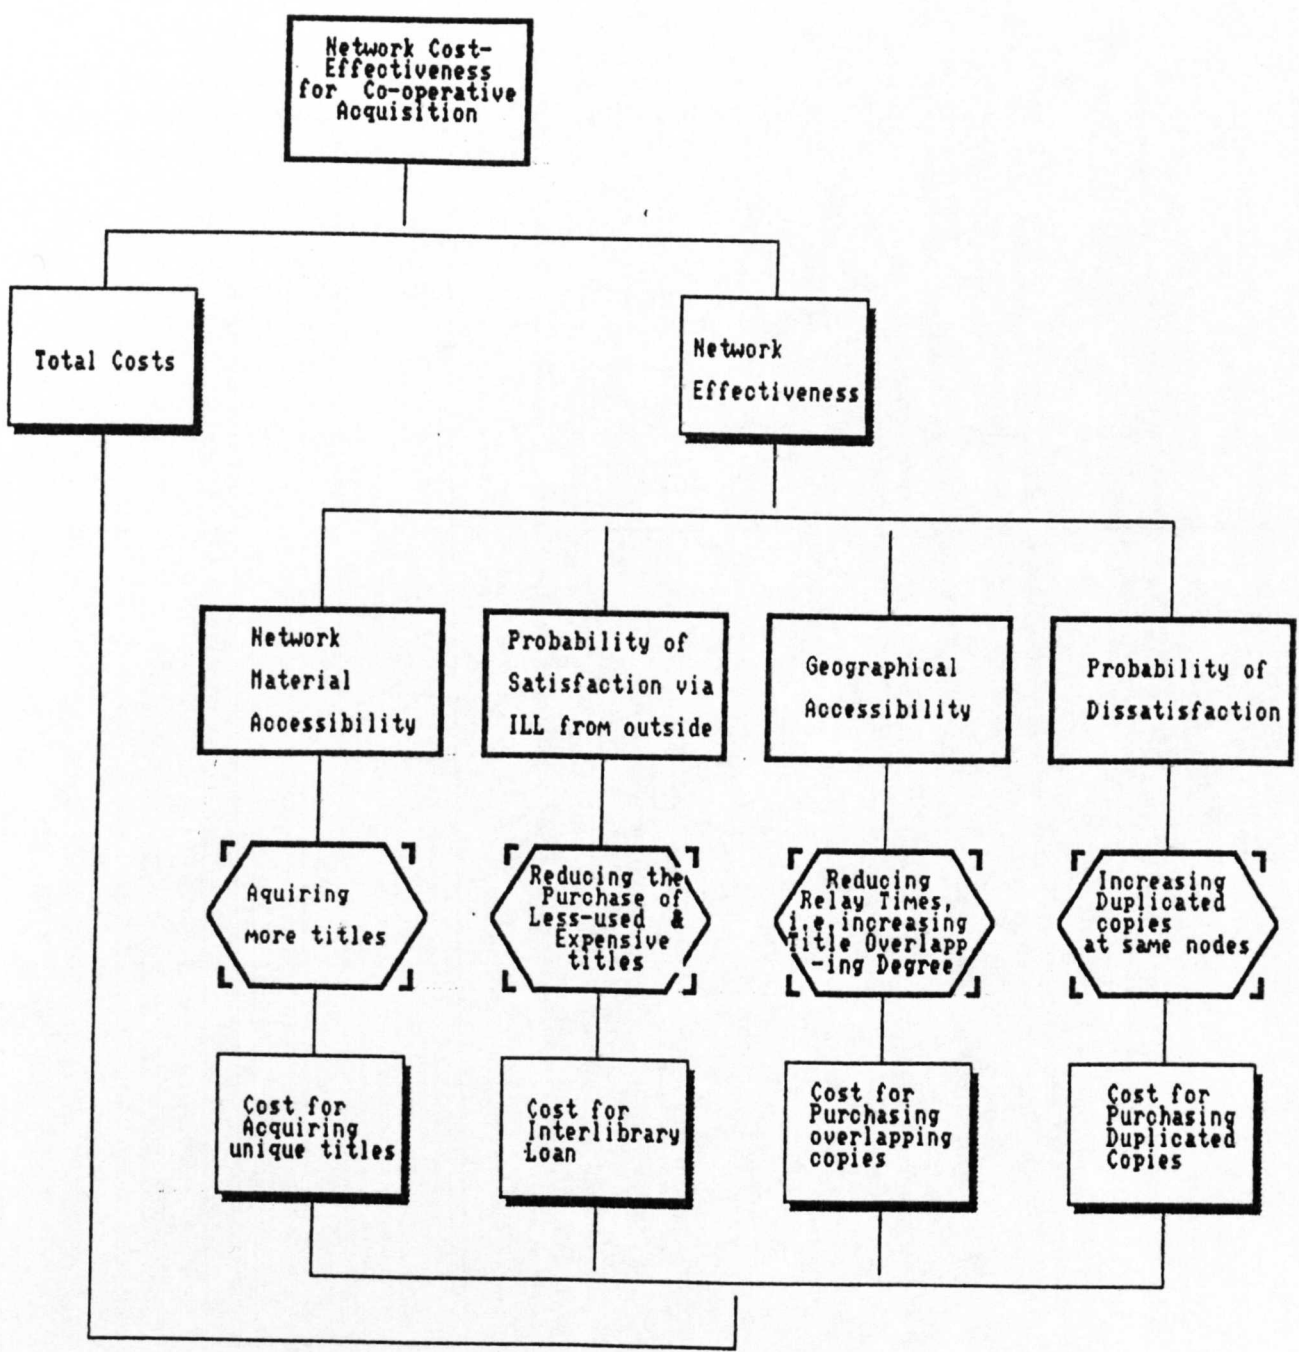 Network Cost-
Effectiveness
for Co-operative
Acquisition
Total Costs
Network
Effectiveness
Network
Material
Accessibility
Probability of
Satisfaction via
ILL from outside
Geographical
Accessibility
Probability of
Dissatisfaction
Aquiring
more titles
Reducing the
Purchase of
Less-used &
Expensive
titles
Reducing
Relay Times,
i.e.increasing
Title Overlapp
-ing Degree
Increasing
Duplicated
copies
at same nodes
Cost for
Acquiring
unique titles
Cost for
Interlibrary
Loan
Cost for
Purchasing
overlapping
copies
Cost for
Purchasing
Duplicated
Copies